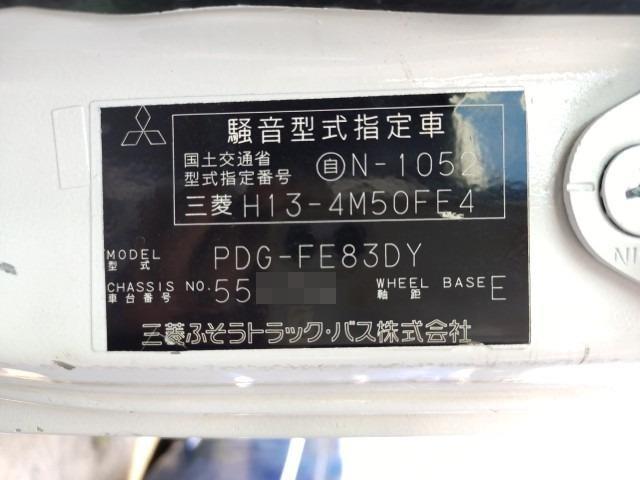 騒音型式指定車
国土交通省
型式指定番号
自N-1052
三菱 H13-4M50FE4
MODEL
型式
PDG-FE83DY
CHASSIS NO.
車台番号
55
WHEEL BASE
軸距
E
三菱ふそうトラック・バス株式会社